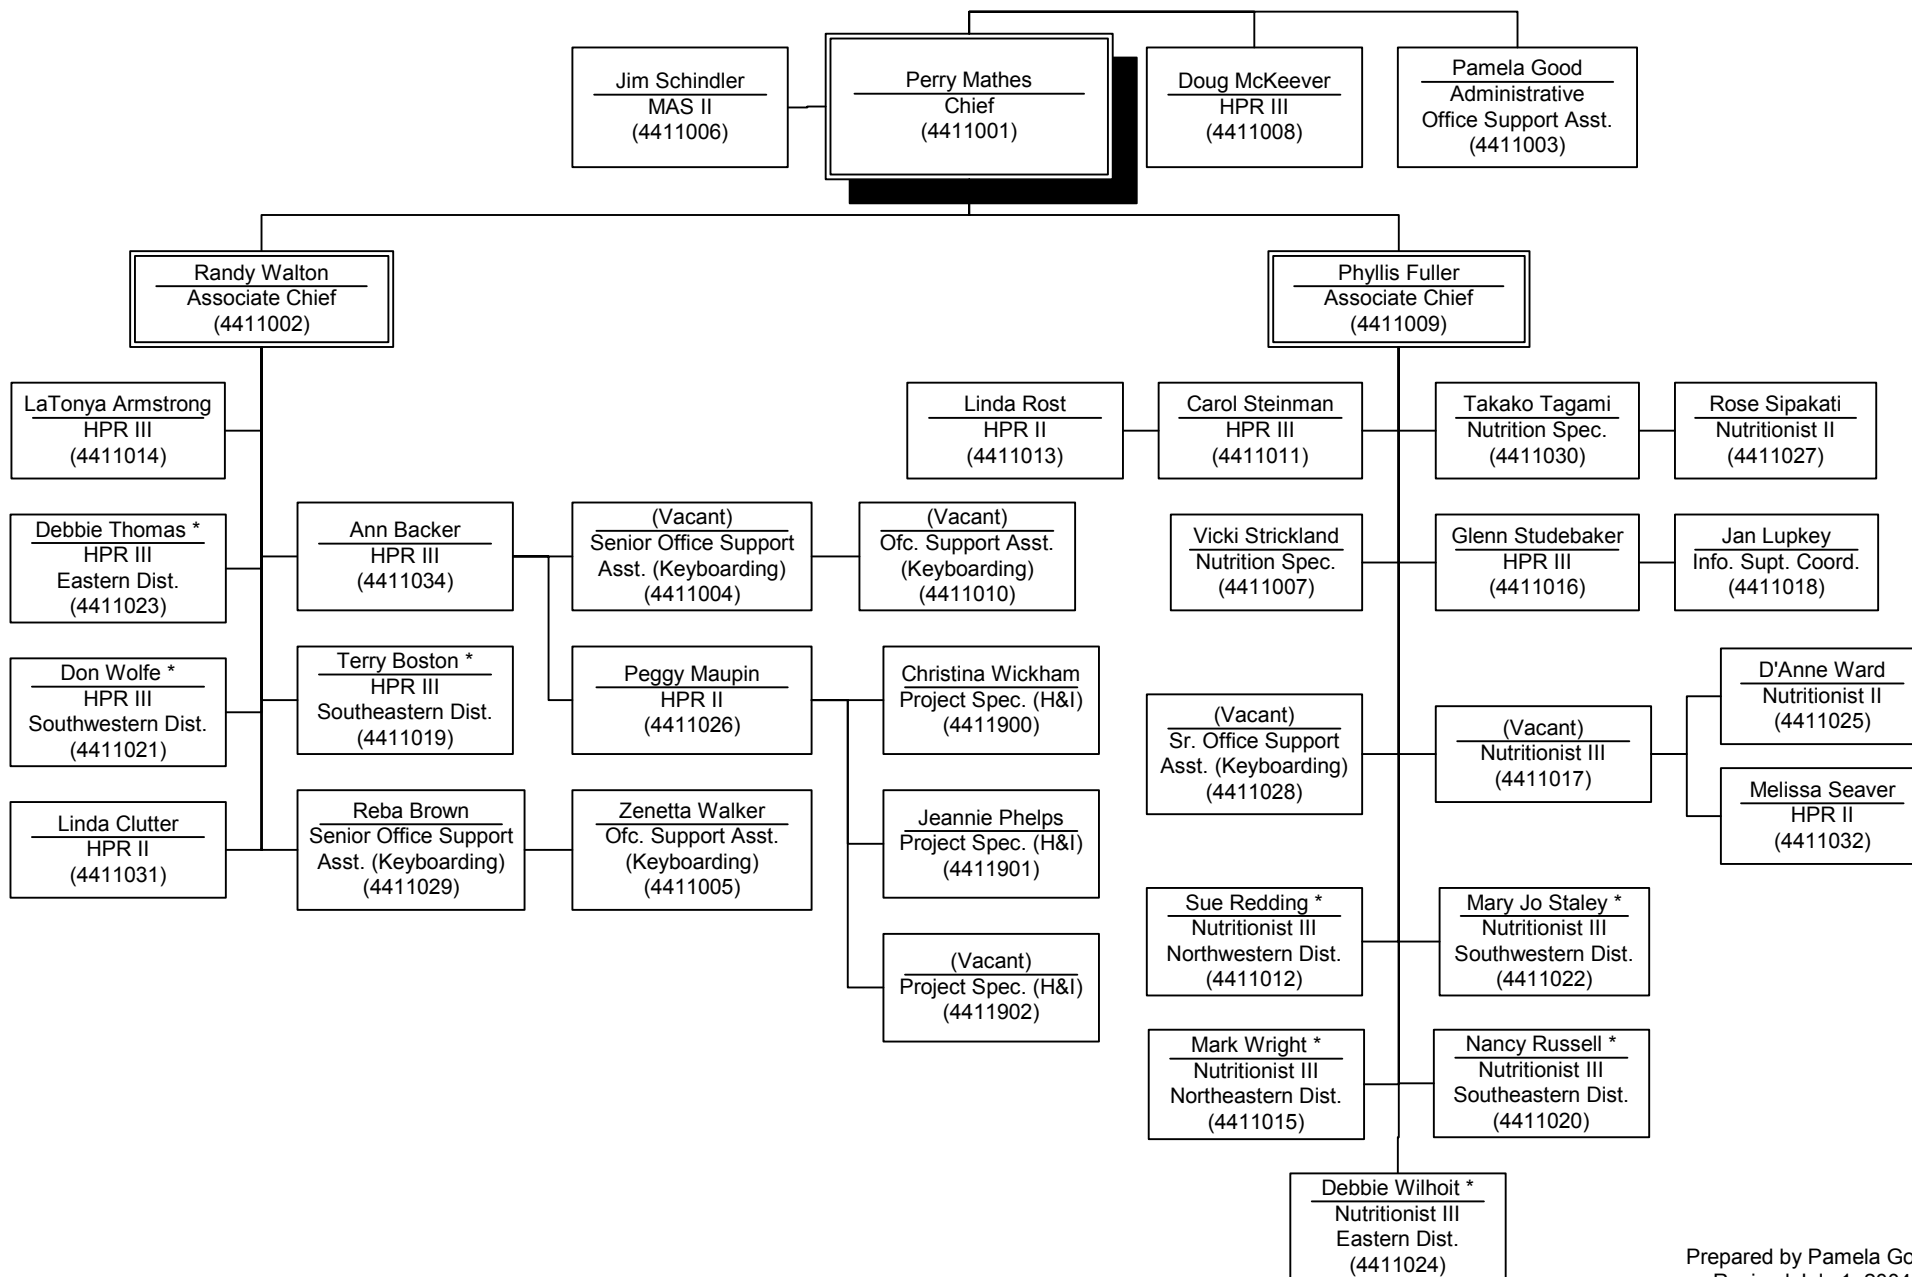 Jim Schindler
MAS II
(4411006)
Perry Mathes
Chief
(4411001)
Doug McKeever
HPR III
(4411008)
Pamela Good
Administrative
Office Support Asst.
(4411003)
Randy Walton
Associate Chief
(4411002)
Phyllis Fuller
Associate Chief
(4411009)
LaTonya Armstrong
HPR III
(4411014)
Linda Rost
HPR II
(4411013)
Carol Steinman
HPR III
(4411011)
Takako Tagami
Nutrition Spec.
(4411030)
Rose Sipakati
Nutritionist II
(4411027)
Debbie Thomas *
HPR III
Eastern Dist.
(4411023)
Ann Backer
HPR III
(4411034)
(Vacant)
Senior Office Support
Asst. (Keyboarding)
(4411004)
(Vacant)
Ofc. Support Asst.
(Keyboarding)
(4411010)
Vicki Strickland
Nutrition Spec.
(4411007)
Glenn Studebaker
HPR III
(4411016)
Jan Lupkey
Info. Supt. Coord.
(4411018)
Don Wolfe *
HPR III
Southwestern Dist.
(4411021)
Terry Boston *
HPR III
Southeastern Dist.
(4411019)
Peggy Maupin
HPR II
(4411026)
Christina Wickham
Project Spec. (H&I)
(4411900)
(Vacant)
Sr. Office Support
Asst. (Keyboarding)
(4411028)
(Vacant)
Nutritionist III
(4411017)
D'Anne Ward
Nutritionist II
(4411025)
Melissa Seaver
HPR II
(4411032)
Linda Clutter
HPR II
(4411031)
Reba Brown
Senior Office Support
Asst. (Keyboarding)
(4411029)
Zenetta Walker
Ofc. Support Asst.
(Keyboarding)
(4411005)
Jeannie Phelps
Project Spec. (H&I)
(4411901)
Sue Redding *
Nutritionist III
Northwestern Dist.
(4411012)
Mary Jo Staley *
Nutritionist III
Southwestern Dist.
(4411022)
(Vacant)
Project Spec. (H&I)
(4411902)
Mark Wright *
Nutritionist III
Northeastern Dist.
(4411015)
Nancy Russell *
Nutritionist III
Southeastern Dist.
(4411020)
Debbie Wilhoit *
Nutritionist III
Eastern Dist.
(4411024)
Prepared by Pamela Go